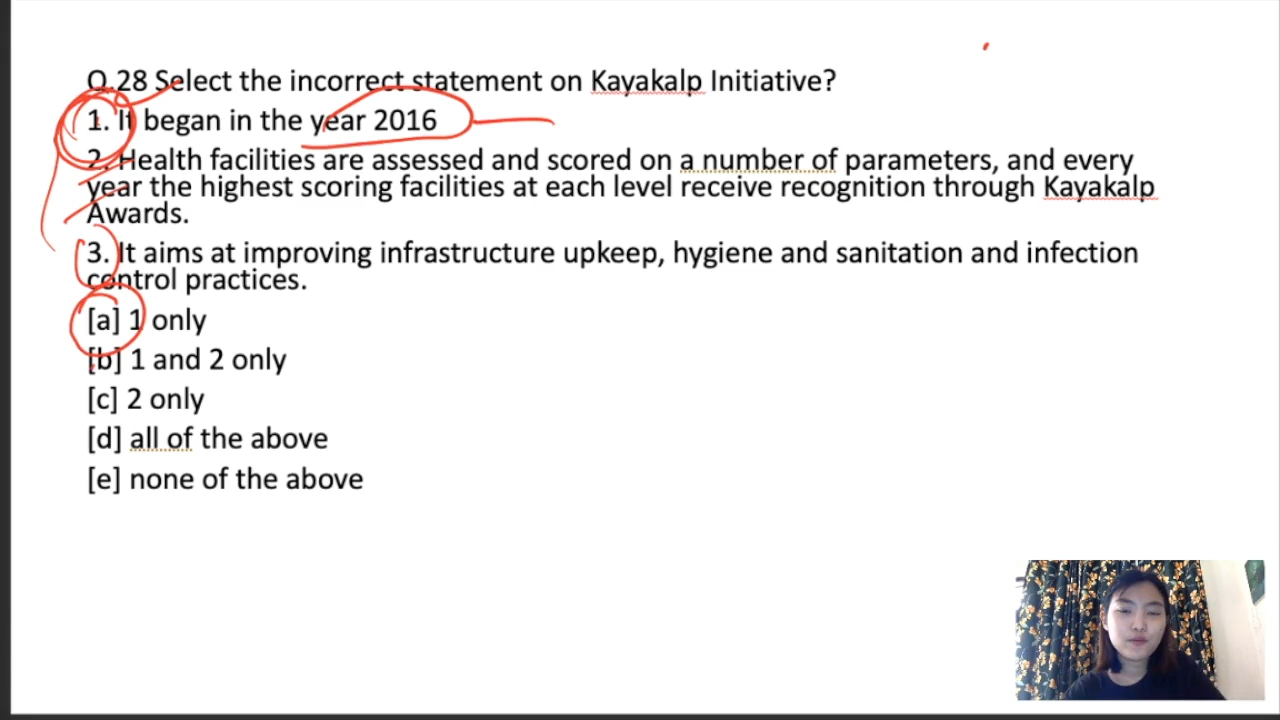 Q.28 Select the incorrect statement on Kayakalp Initiative?
1. It began in the year 2016
2. Health facilities are assessed and scored on a number of parameters, and every
year the highest scoring facilities at each level receive recognition through Kayakalp
Awards.
3. It aims at improving infrastructure upkeep, hygiene and sanitation and infection
control practices.
[a] 1 only
[b] 1 and 2 only
[c] 2 only
[d] all of the above
[e] none of the above